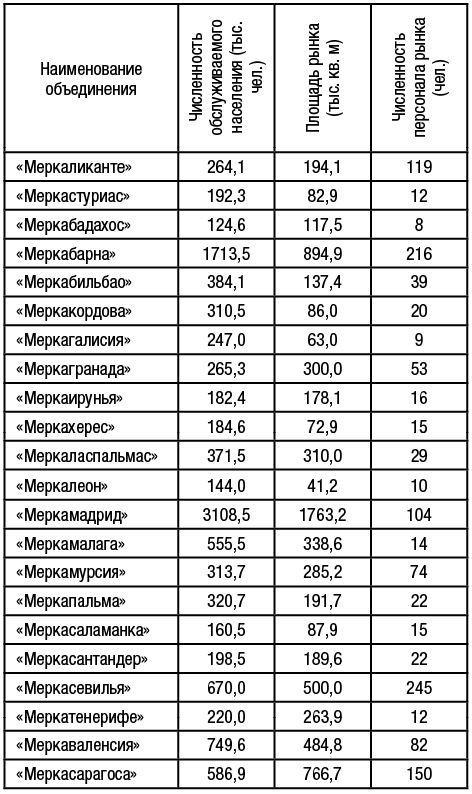 Наименование
объединения
Численность
обслуживаемого
населения (тыс.
чел.)
Площадь рынка
(тыс. кв. м)
Численность
персонала рынка
(чел.)
«Меркаликанте» 264,1 194,1 119
«Меркастуриас» 192,3 82,9 12
«Меркабадахос» 124,6 117,5 8
«Меркабарна» 1713,5 894,9 216
«Меркабильбао» 384,1 137,4 39
«Меркакордова» 310,5 86,0 20
«Меркагалисия» 247,0 63,0 9
«Меркагранада» 265,3 300,0 53
«Меркаирунья» 182,4 178,1 16
«Меркахерес» 184,6 72,9 15
«Меркаласпальмас» 371,5 310,0 29
«Меркалеон» 144,0 41,2 10
«Меркамадрид» 3108,5 1763,2 104
«Меркамалага» 555,5 338,6 14
«Меркамурсия» 313,7 285,2 74
«Меркапальма» 320,7 191,7 22
«Меркасаламанка» 160,5 87,9 15
«Меркасантандер» 198,5 189,6 22
«Меркасевилья» 670,0 500,0 245
«Меркатенерифе» 220,0 263,9 12
«Меркаваленсия» 749,6 484,8 82
«Меркасарагоса» 586,9 766,7 150